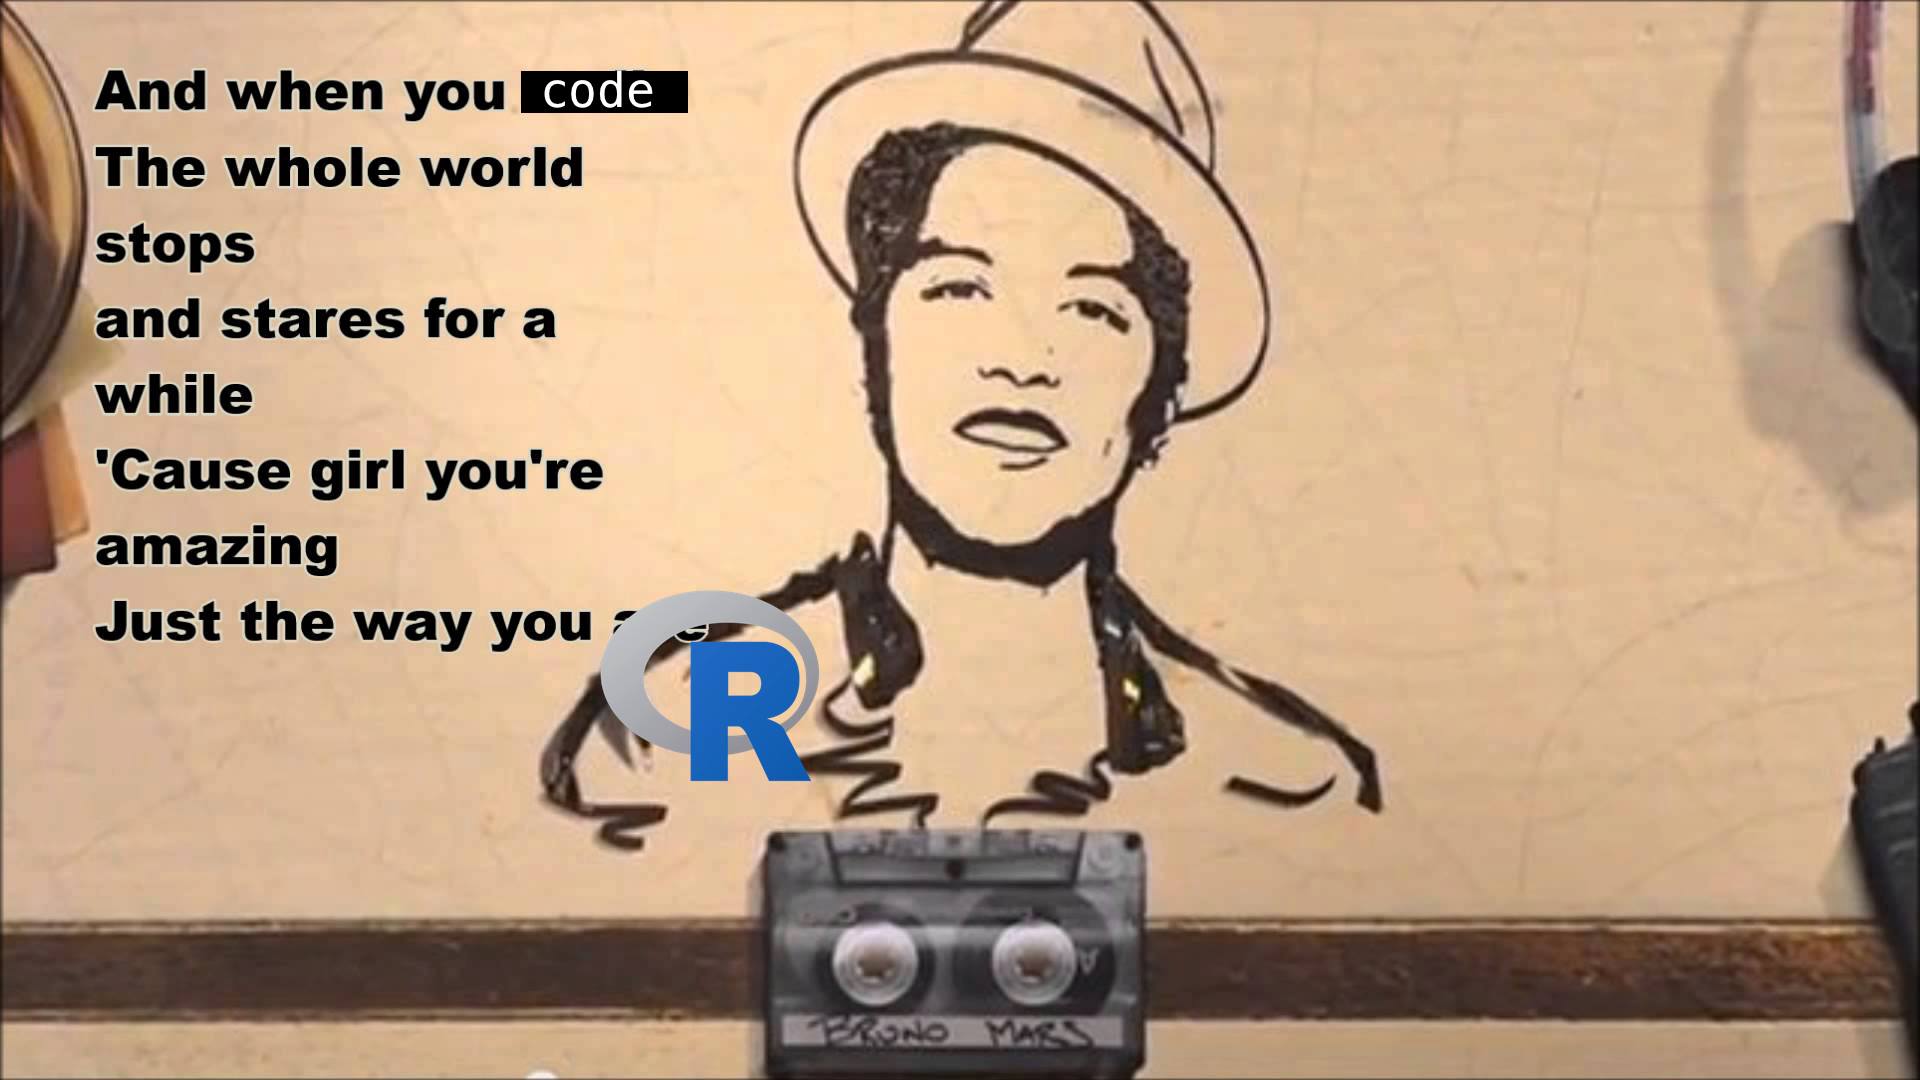 And when you code
The whole world
stops
and stares for a
while
'Cause girl you're
amazing
Just the way you
R
BRUNO MARS